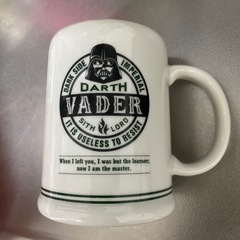 DARK SIDE IMPERIAL
DARTH
VADER
SITH LORD
IT IS USELESS TO RESIST
When I left you, I was but the learner;
now I am the master.